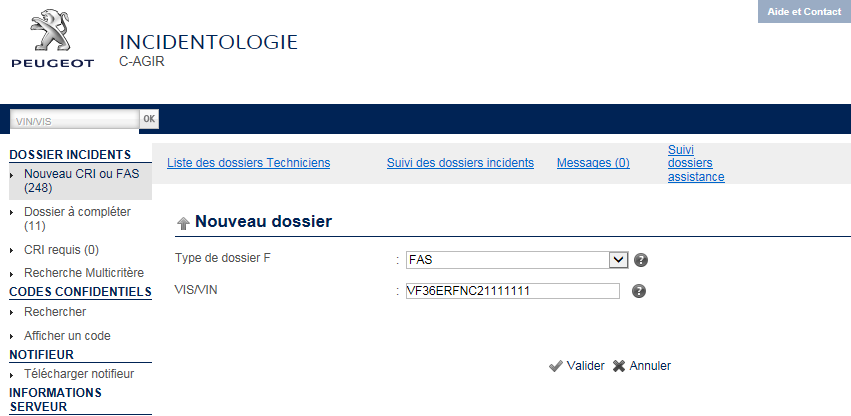 Aide et Contact
PEUGEOT
INCIDENTOLOGIE
C-AGIR
VIN/VIS OK
DOSSIER INCIDENTS
Nouveau CRI ou FAS
(248)
Dossier à compléter
(11)
CRI requis (0)
Recherche Multicritère
CODES CONFIDENTIELS
Rechercher
Afficher un code
NOTIFIEUR
Télécharger notifieur
INFORMATIONS
SERVEUR
Liste des dossiers Techniciens
Suivi des dossiers incidents
Messages (0)
Suivi
dossiers
assistance
Nouveau dossier
Type de dossier F : FAS ?
VIS/VIN : VF36ERFNC21111111 ?
Valider Annuler